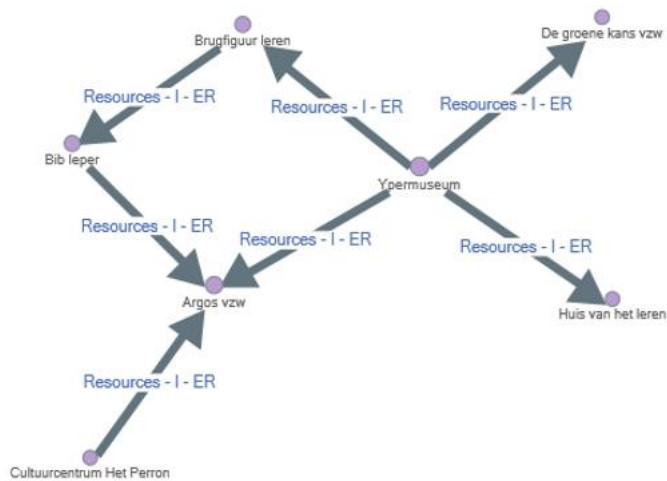 De groene kans vzw
Brugfiguur leren
Resources - I - ER
Resources - I - ER
Resources - I - ER
Bib Ieper
Ypermuseum
Resources - I - ER
Resources - I - ER
Resources - I - ER
Argos vzw
Huis van het leren
Resources - I - ER
Cultuurcentrum Het Perron